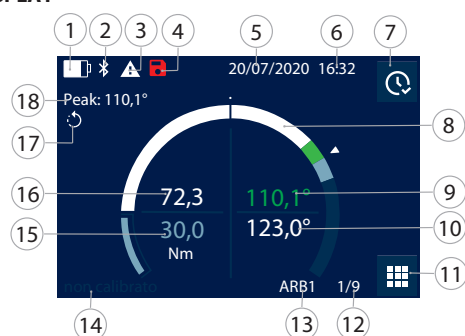 1 2 3 4 5 6 7
20/07/2020 16:32
18 Peak: 110,1°
17 8
16 72,3 110,1° 9
15 30,0 123,0° 10
Nm
non calibrato ARB1 1/9 11
14 13 12